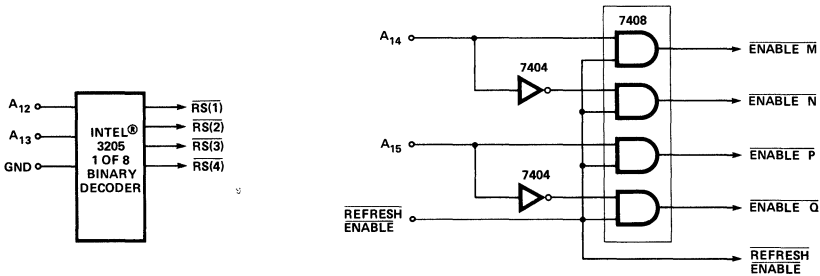 A12
A13
GND
INTEL®
3205
1 OF 8
BINARY
DECODER
RS(1)
RS(2)
RS(3)
RS(4)
A14
7404
A15
7404
REFRESH
ENABLE
7408
ENABLE M
ENABLE N
ENABLE P
ENABLE Q
REFRESH
ENABLE